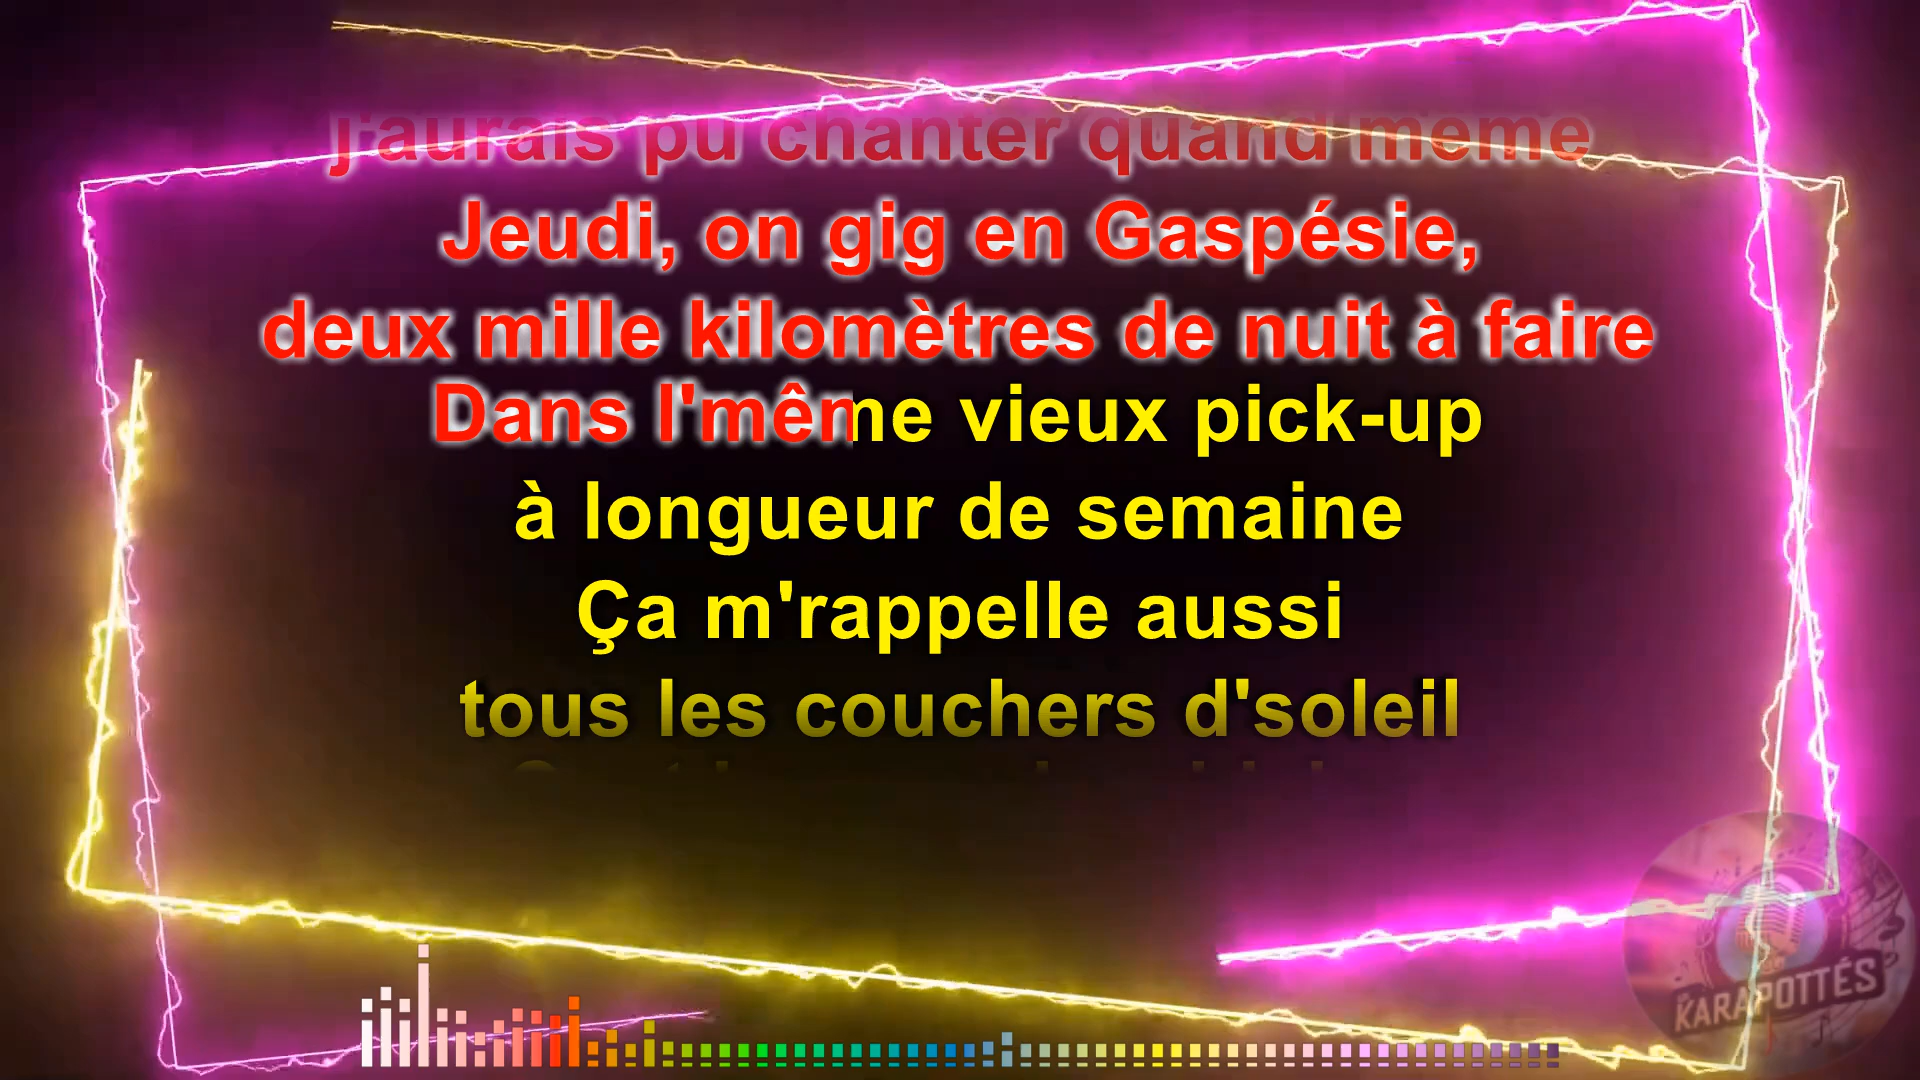 j'aurais pu chanter quand même
Jeudi, on gig en Gaspésie,
deux mille kilomètres de nuit à faire
Dans l'même vieux pick-up
à longueur de semaine
Ça m'rappelle aussi
tous les couchers d'soleil
KARAPOTTÉS